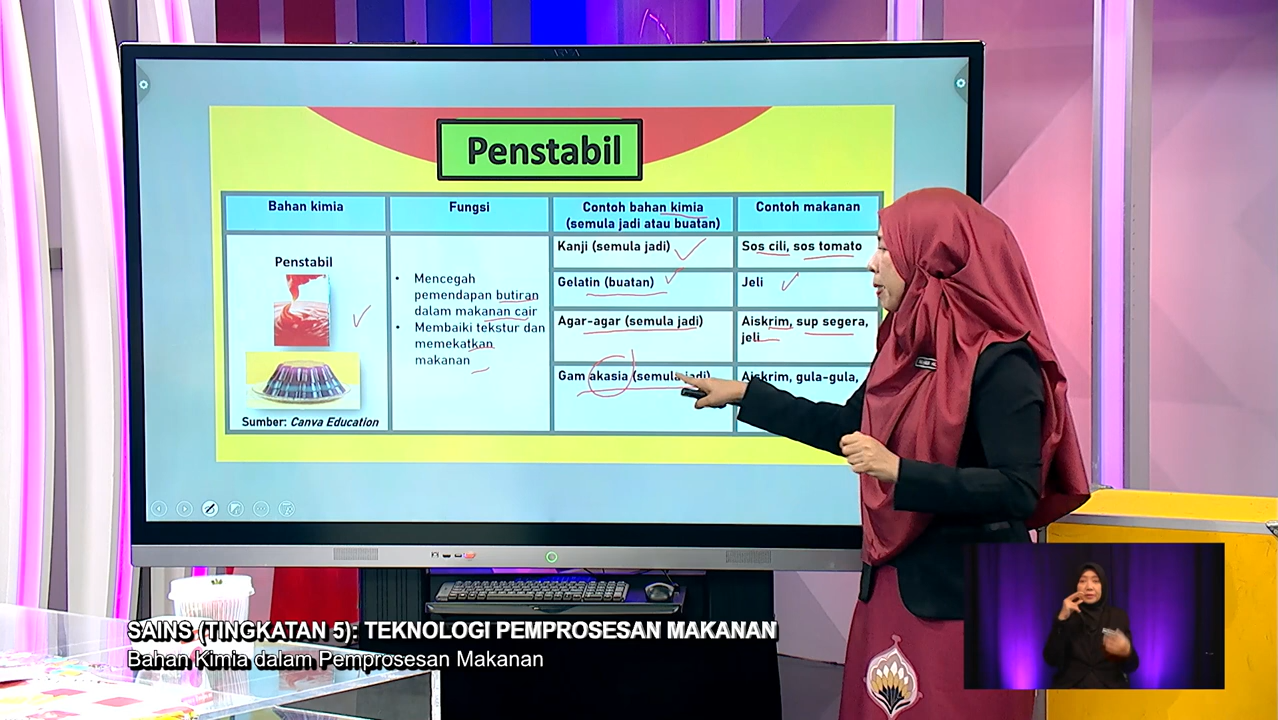 Penstabil
Bahan kimia
Fungsi
Contoh bahan kimia
(semula jadi atau buatan)
Contoh makanan
Penstabil
Sumber: Canva Education
• Mencegah
pemendapan butiran
dalam makanan cair
• Membaiki tekstur dan
memekatkan
makanan
Kanji (semula jadi)
Sos cili, sos tomato
Gelatin (buatan)
Jeli
Agar-agar (semula jadi)
Aiskrim, sup segera,
jeli
Gam akasia (semula jadi)
Aiskrim, gula-gula,
SAINS (TINGKATAN 5): TEKNOLOGI PEMPROSESAN MAKANAN
Bahan Kimia dalam Pemprosesan Makanan